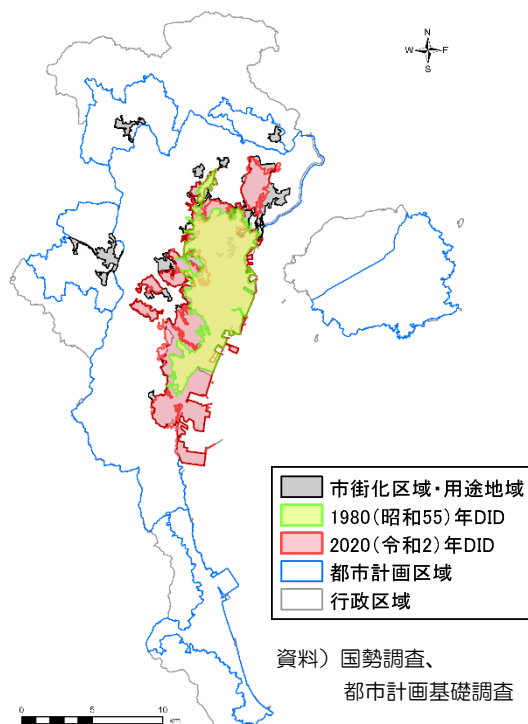 N
W E
S
市街化区域・用途地域
1980(昭和55)年DID
2020(令和2)年DID
都市計画区域
行政区域
資料）国勢調査、
都市計画基礎調査
0 5 10
km